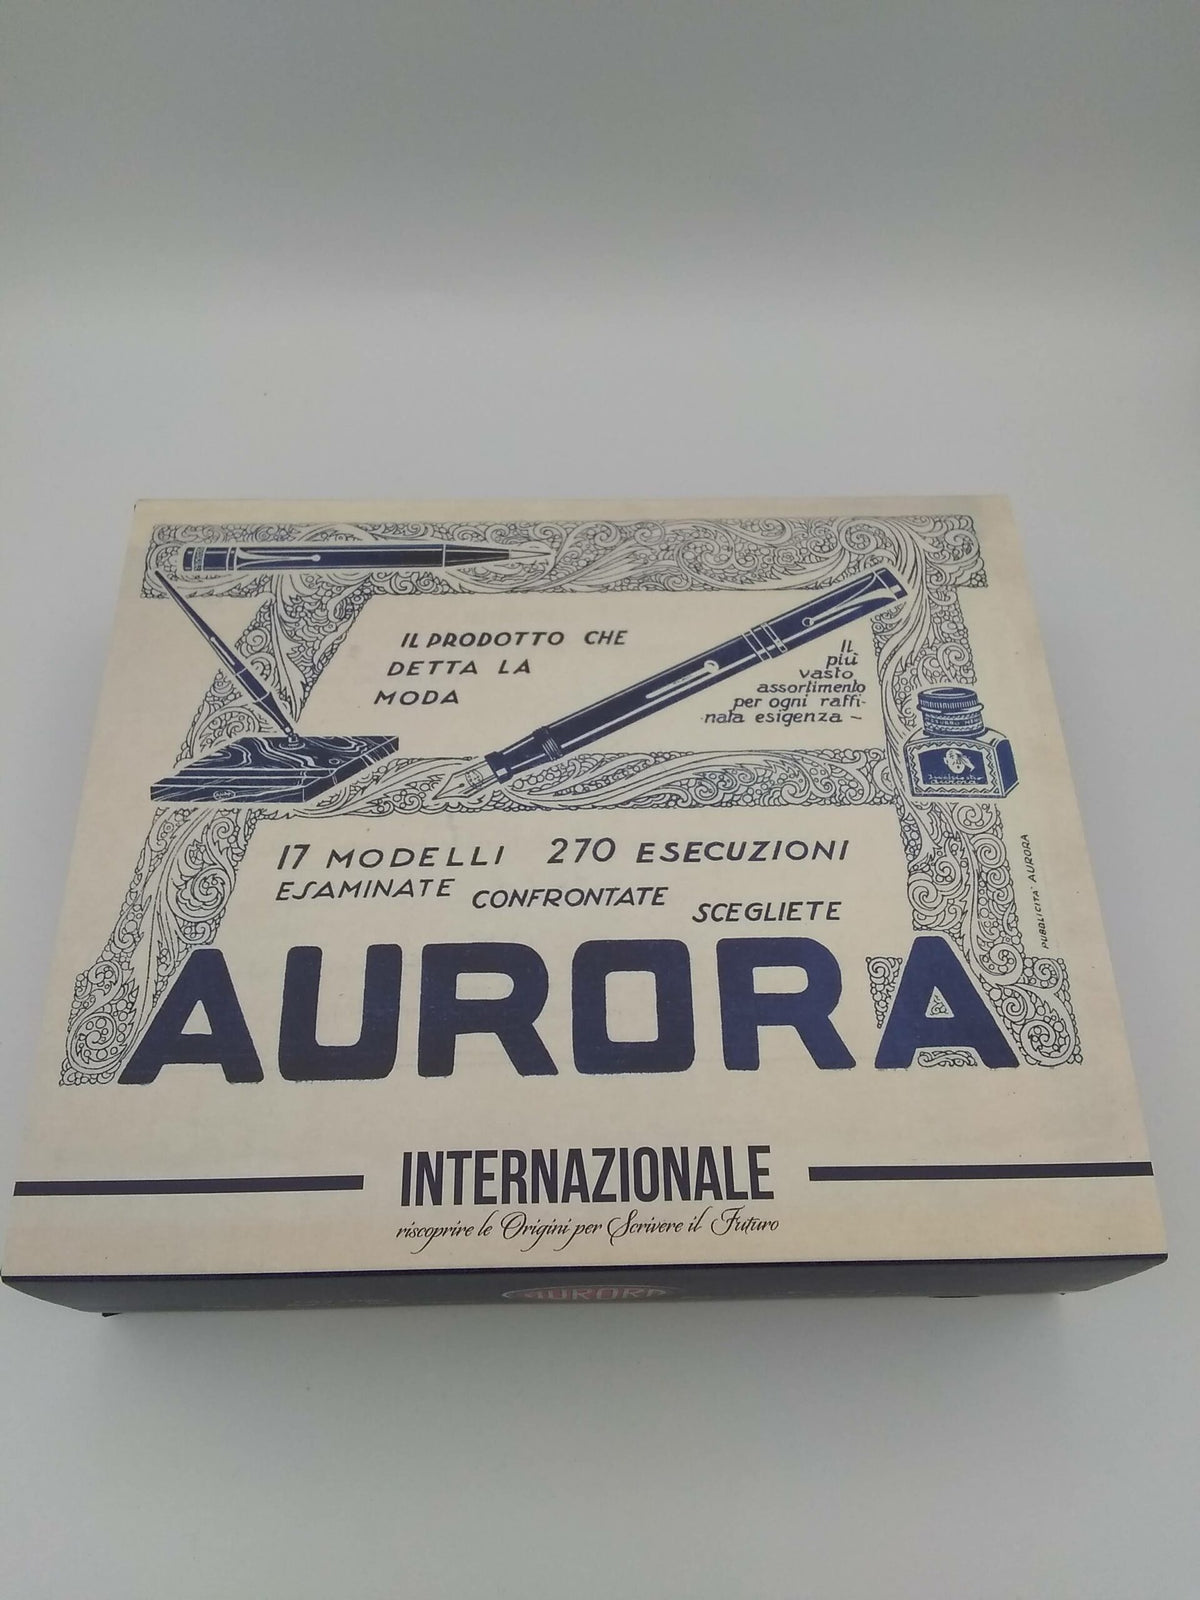 IL PRODOTTO CHE
DETTA LA
MODA
Il
più
vasto
assortimento
per ogni raffi-
nata esigenza -
17 MODELLI 270 ESECUZIONI
ESAMINATE CONFRONTATE SCEGLIETE
AURORA
PUBBLICITA' AURORA
INTERNAZIONALE
riscoprire le Origini per Scrivere il Futuro
AURORA